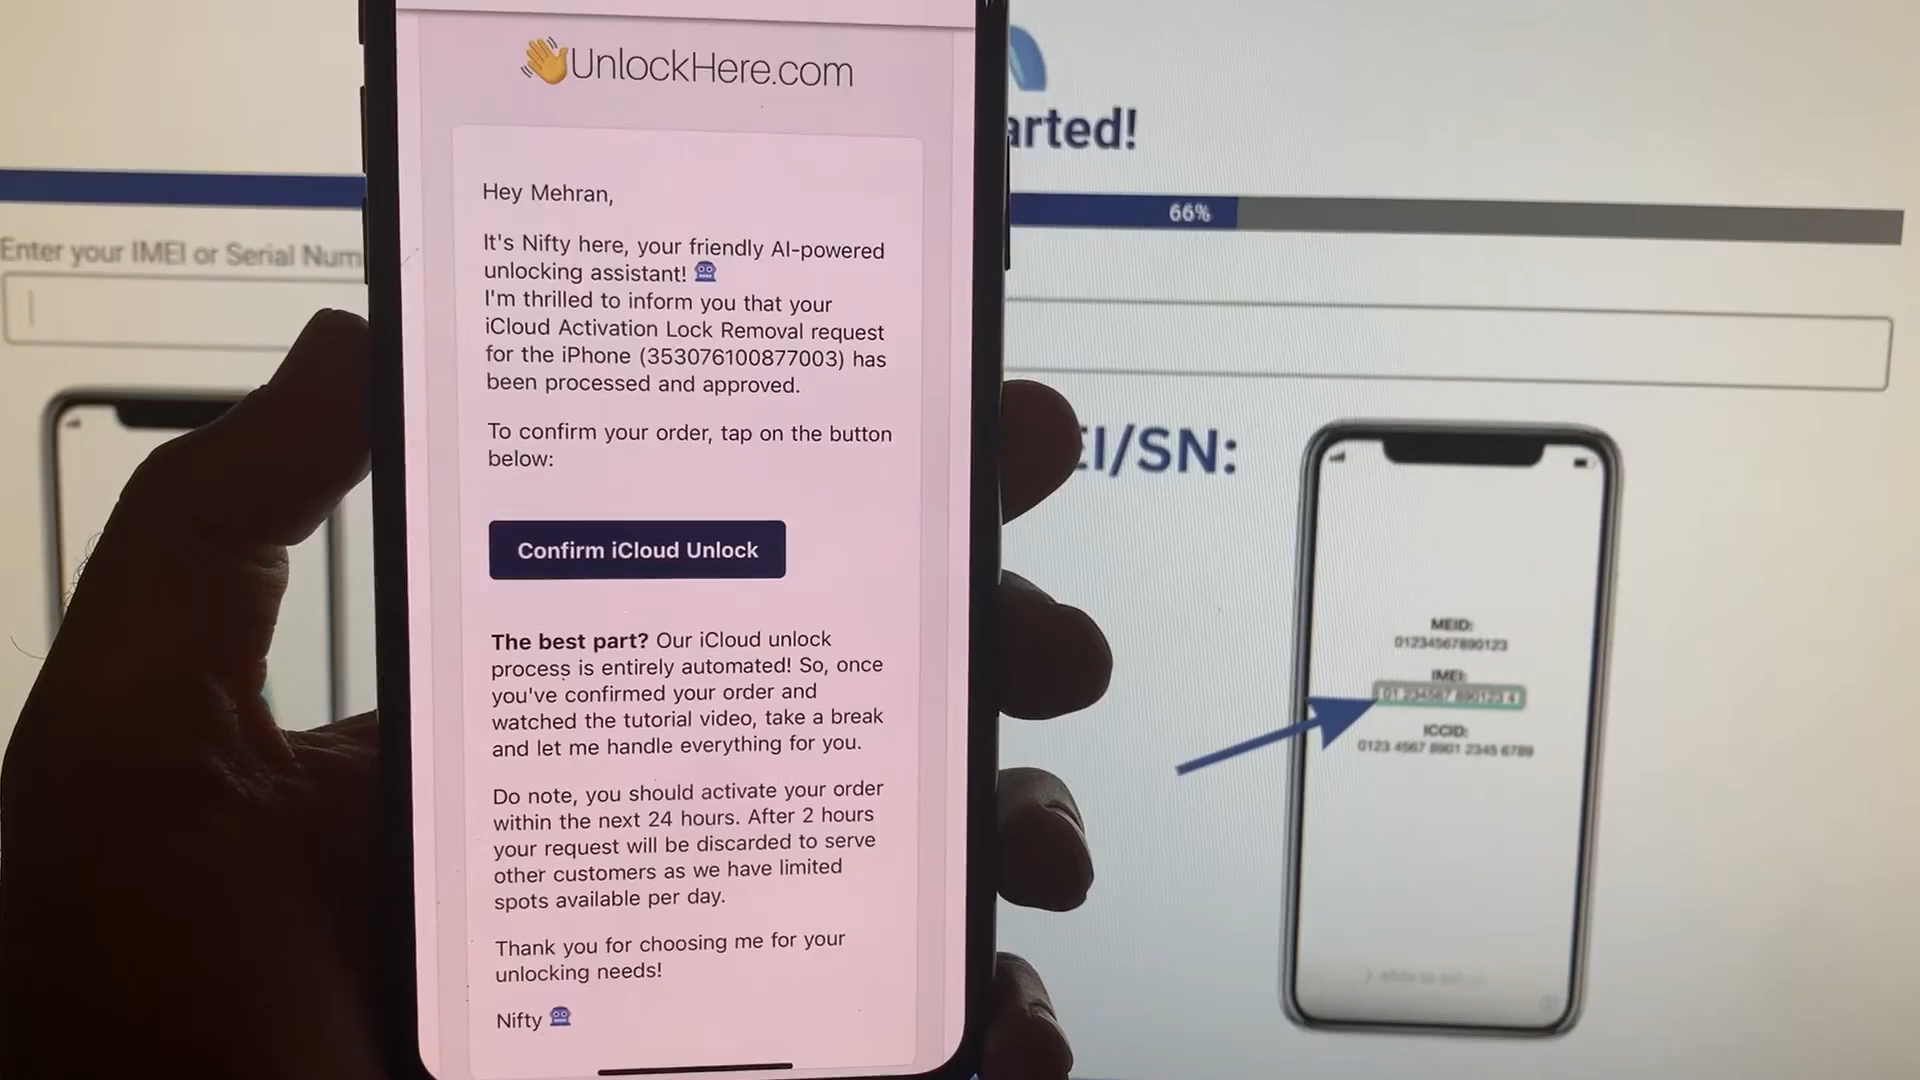 👋UnlockHere.com
Hey Mehran,
It's Nifty here, your friendly AI-powered
unlocking assistant! 🤖
I'm thrilled to inform you that your
iCloud Activation Lock Removal request
for the iPhone (353076100877003) has
been processed and approved.
To confirm your order, tap on the button
below:
Confirm iCloud Unlock
The best part? Our iCloud unlock
process is entirely automated! So, once
you've confirmed your order and
watched the tutorial video, take a break
and let me handle everything for you.
Do note, you should activate your order
within the next 24 hours. After 2 hours
your request will be discarded to serve
other customers as we have limited
spots available per day.
Thank you for choosing me for your
unlocking needs!
Nifty 🤖
arted!
66%
Enter your IMEI or Serial Num
EI/SN:
MEID:
01234567890123
IMEI:
01 234567 890123 4
ICCID:
0123 4567 8901 2345 6789